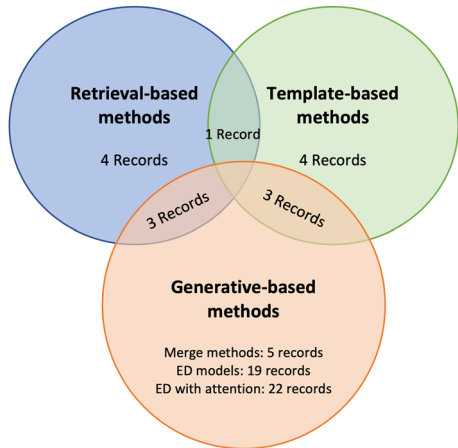 Retrieval-based
methods
4 Records
Template-based
methods
4 Records
1 Record
3 Records
3 Records
Generative-based
methods
Merge methods: 5 records
ED models: 19 records
ED with attention: 22 records